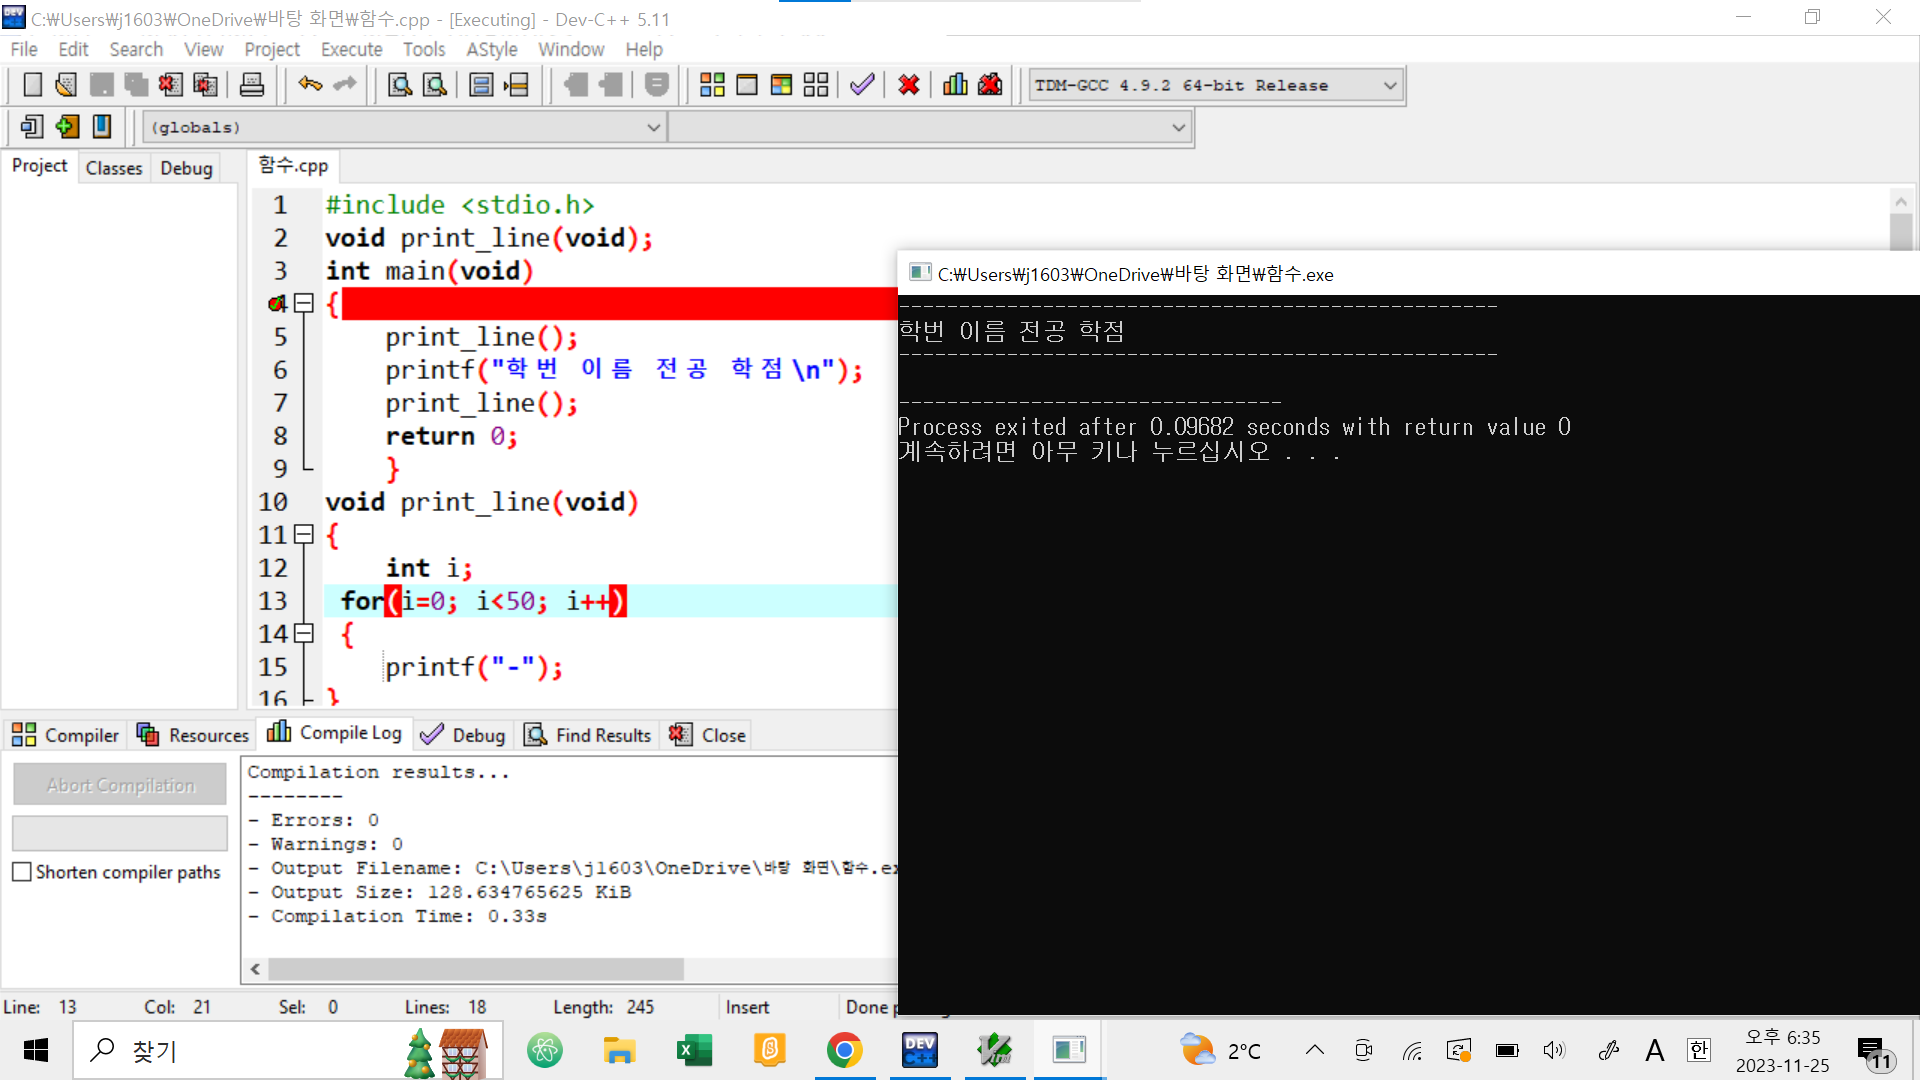 C:₩Users₩j1603₩OneDrive₩바탕 화면₩함수.cpp - [Executing] - Dev-C++ 5.11
File Edit Search View Project Execute Tools AStyle Window Help
TDM-GCC 4.9.2 64-bit Release
(globals)
Project Classes Debug
함수.cpp
1 #include <stdio.h>
2 void print_line(void);
3 int main(void)
4 {
5 print_line();
6 printf("학번 이름 전공 학점\n");
7 print_line();
8 return 0;
9 }
10 void print_line(void)
11 {
12 int i;
13 for(i=0; i<50; i++)
14 {
15 printf("-");
16 }
C:₩Users₩j1603₩OneDrive₩바탕 화면₩함수.exe
--------------------------------------------------
학번 이름 전공 학점
--------------------------------------------------
--------------------------------
Process exited after 0.09682 seconds with return value 0
계속하려면 아무 키나 누르십시오 . . .
Compiler Resources Compile Log Debug Find Results Close
Abort Compilation
Shorten compiler paths
Compilation results...
--------
- Errors: 0
- Warnings: 0
- Output Filename: C:\Users\j1603\OneDrive\바탕 화면\함수.ex
- Output Size: 128.634765625 KiB
- Compilation Time: 0.33s
Line: 13 Col: 21 Sel: 0 Lines: 18 Length: 245 Insert Done
찾기
DEV C++
2°C
A
한
오후 6:35
2023-11-25
11